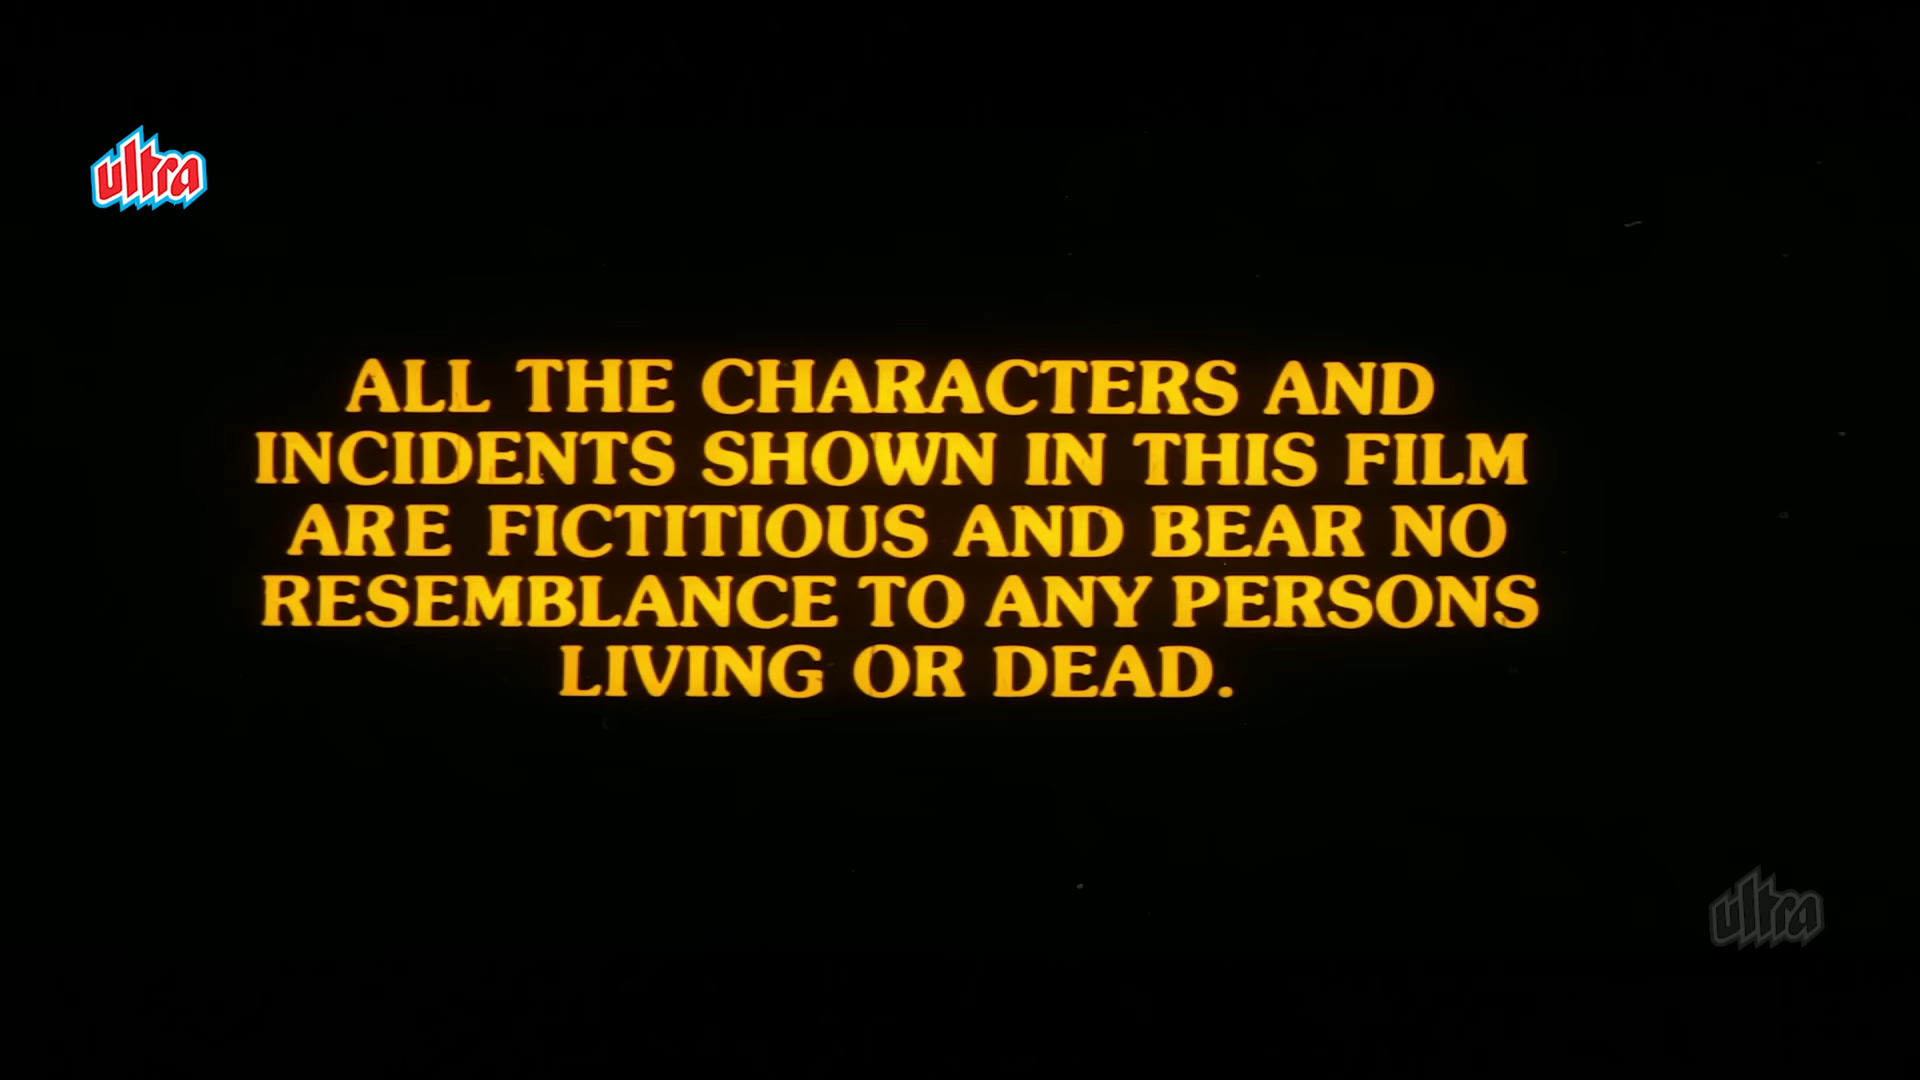 ultra
ALL THE CHARACTERS AND
INCIDENTS SHOWN IN THIS FILM
ARE FICTITIOUS AND BEAR NO
RESEMBLANCE TO ANY PERSONS
LIVING OR DEAD.
ultra